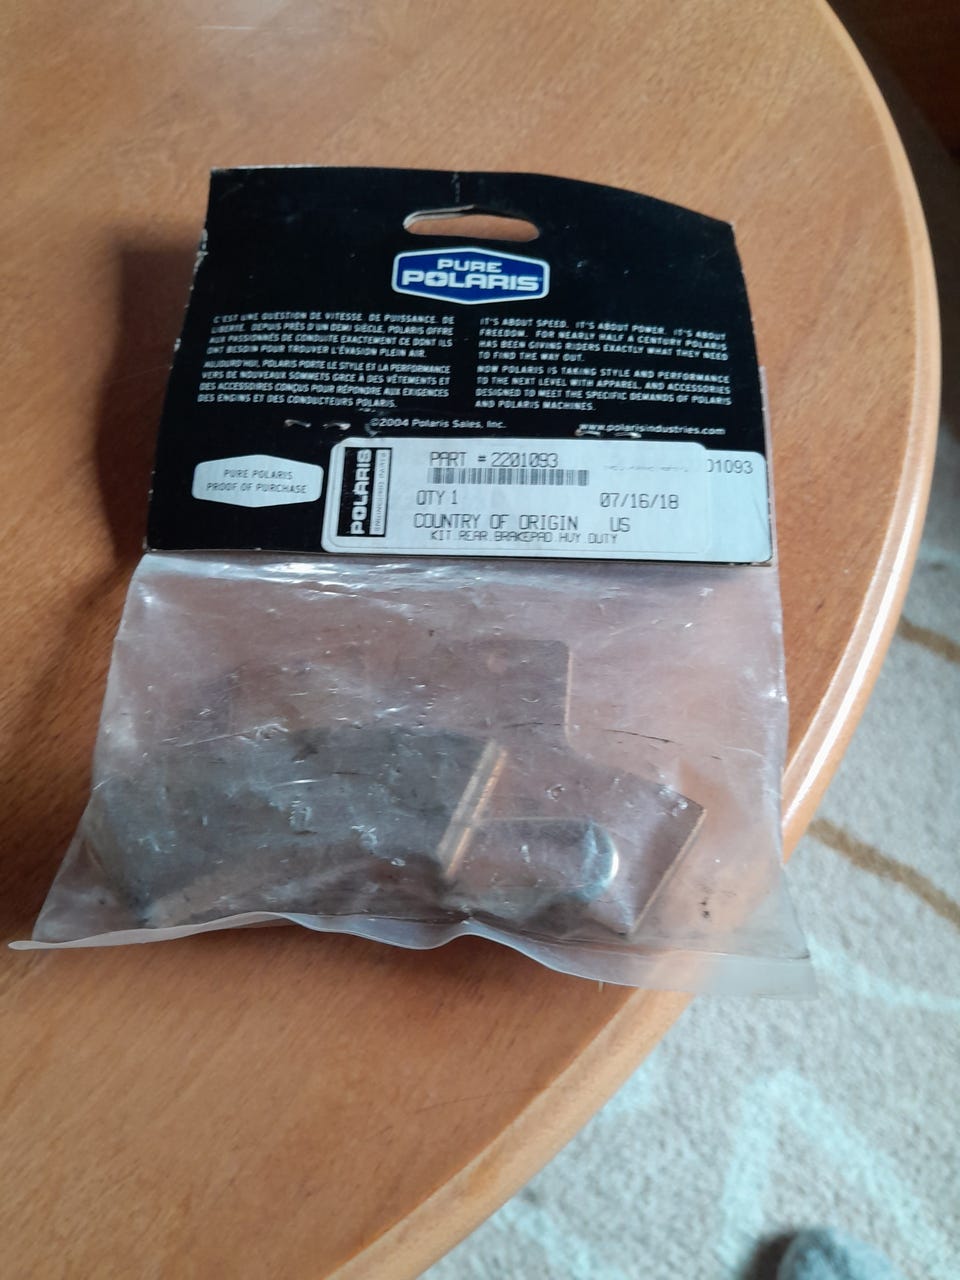 PURE
POLARIS
C'EST UNE QUESTION DE VITESSE. DE PUISSANCE. DE
LIBERTÉ. DEPUIS PRÈS D'UN DEMI SIÈCLE, POLARIS OFFRE
AUX PASSIONNÉS DE CONDUITE EXACTEMENT CE DONT ILS
ONT BESOIN POUR TROUVER L'ÉVASION PLEIN AIR.
AUJOURD'HUI, POLARIS PORTE LE STYLE ET LA PERFORMANCE
VERS DE NOUVEAUX SOMMETS GRCE À DES VÊTEMENTS ET
DES ACCESSOIRES CONÇUS POUR RÉPONDRE AUX EXIGENCES
DES ENGINS ET DES CONDUCTEURS POLARIS.
IT'S ABOUT SPEED. IT'S ABOUT POWER. IT'S ABOUT
FREEDOM. FOR NEARLY HALF A CENTURY POLARIS
HAS BEEN GIVING RIDERS EXACTLY WHAT THEY NEED
TO FIND THE WAY OUT.
NOW POLARIS IS TAKING STYLE AND PERFORMANCE
TO THE NEXT LEVEL WITH APPAREL, AND ACCESSORIES
DESIGNED TO MEET THE SPECIFIC DEMANDS OF POLARIS
AND POLARIS MACHINES.
©2004 Polaris Sales, Inc.
www.polarisindustries.com
PURE POLARIS
PROOF OF PURCHASE
POLARIS
ENGINEERED PARTS
PART #2201093
01093
QTY 1
07/16/18
COUNTRY OF ORIGIN US
KIT.REAR.BRAKEPAD.HVY.DUTY